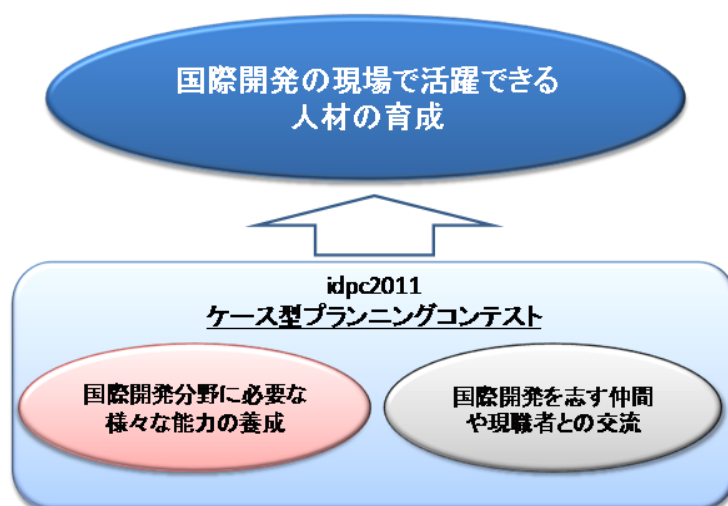 国際開発の現場で活躍できる
人材の育成
idpc2011
ケース型プランニングコンテスト
国際開発分野に必要な
様々な能力の養成
国際開発を志す仲間
や現職者との交流